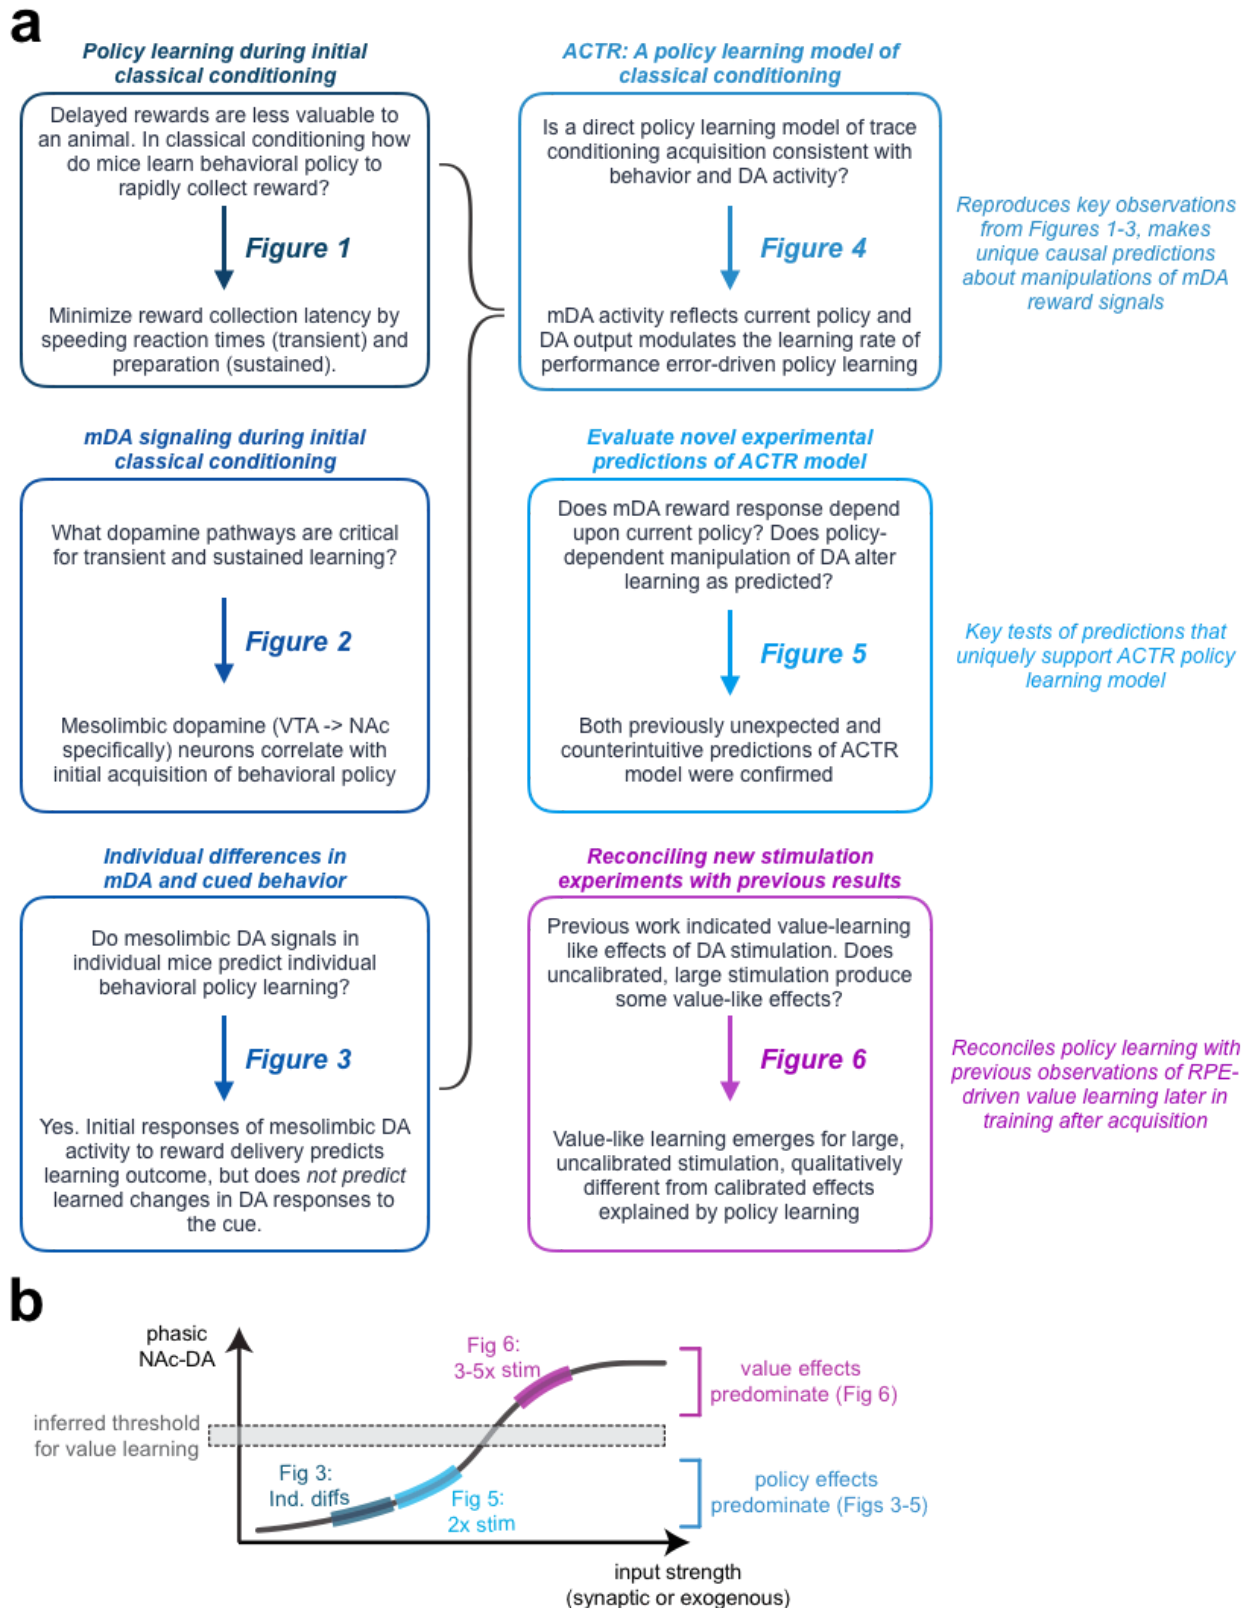 a
Policy learning during initial
classical conditioning
Delayed rewards are less valuable to
an animal. In classical conditioning how
do mice learn behavioral policy to
rapidly collect reward?
Figure 1
Minimize reward collection latency by
speeding reaction times (transient) and
preparation (sustained).
mDA signaling during initial
classical conditioning
What dopamine pathways are critical
for transient and sustained learning?
Figure 2
Mesolimbic dopamine (VTA -> NAc
specifically) neurons correlate with
initial acquisition of behavioral policy
Individual differences in
mDA and cued behavior
Do mesolimbic DA signals in
individual mice predict individual
behavioral policy learning?
Figure 3
Yes. Initial responses of mesolimbic DA
activity to reward delivery predicts
learning outcome, but does not predict
learned changes in DA responses to
the cue.
ACTR: A policy learning model of
classical conditioning
Is a direct policy learning model of trace
conditioning acquisition consistent with
behavior and DA activity?
Figure 4
mDA activity reflects current policy and
DA output modulates the learning rate of
performance error-driven policy learning
Reproduces key observations
from Figures 1-3, makes
unique causal predictions
about manipulations of mDA
reward signals
Evaluate novel experimental
predictions of ACTR model
Does mDA reward response depend
upon current policy? Does policy-
dependent manipulation of DA alter
learning as predicted?
Figure 5
Both previously unexpected and
counterintuitive predictions of ACTR
model were confirmed
Key tests of predictions that
uniquely support ACTR policy
learning model
Reconciling new stimulation
experiments with previous results
Previous work indicated value-learning
like effects of DA stimulation. Does
uncalibrated, large stimulation produce
some value-like effects?
Figure 6
Value-like learning emerges for large,
uncalibrated stimulation, qualitatively
different from calibrated effects
explained by policy learning
Reconciles policy learning with
previous observations of RPE-
driven value learning later in
training after acquisition
b
phasic
NAc-DA
inferred threshold
for value learning
Fig 3:
Ind. diffs
Fig 5:
2x stim
Fig 6:
3-5x stim
value effects
predominate (Fig 6)
policy effects
predominate (Figs 3-5)
input strength
(synaptic or exogenous)